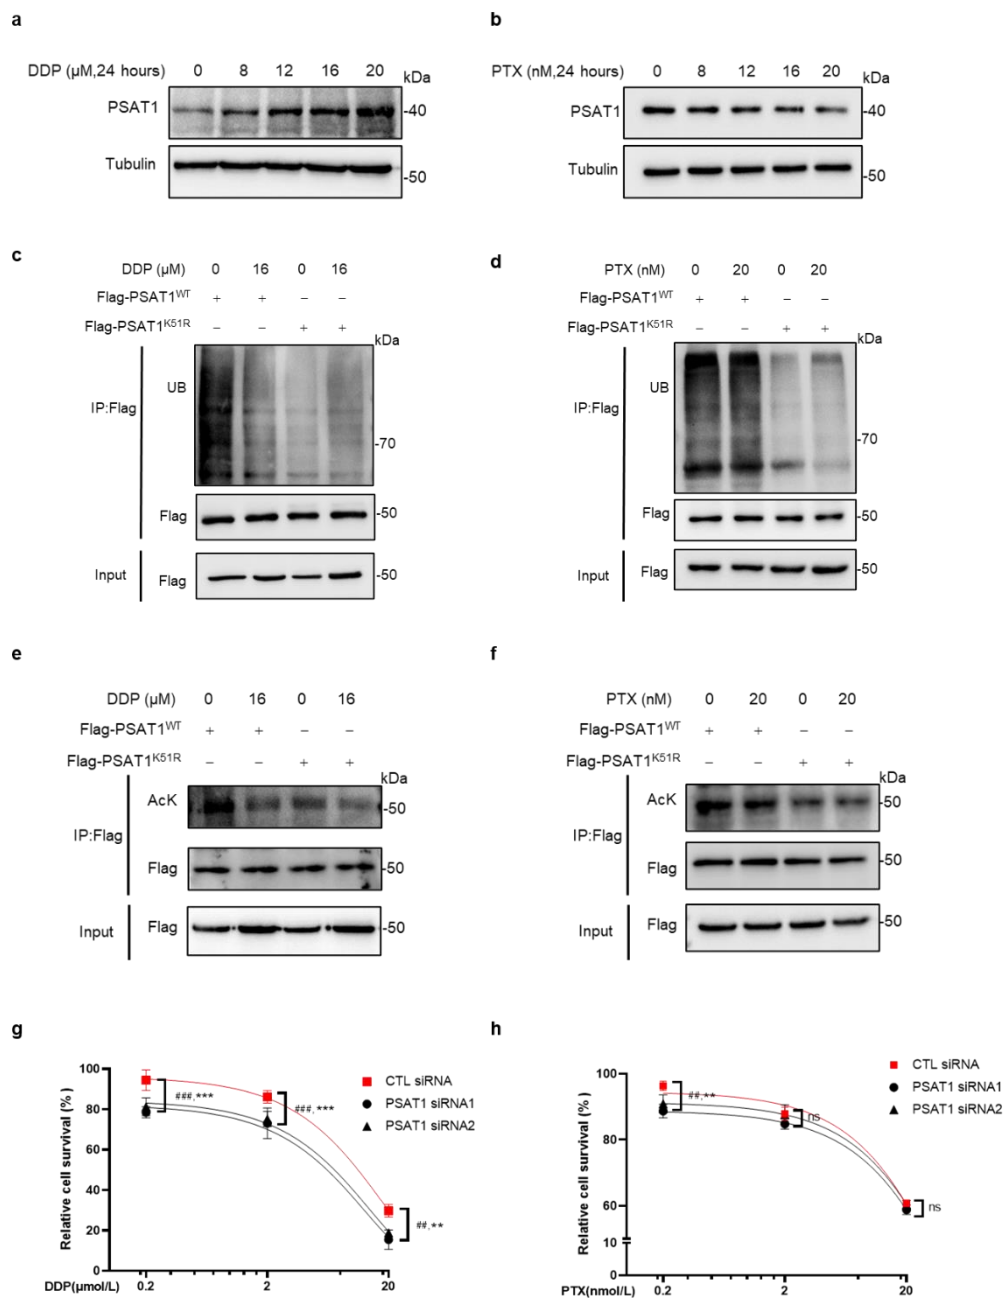 a
b
DDP (µM,24 hours) 0 8 12 16 20 kDa
PSAT1 -40
Tubulin -50
PTX (nM,24 hours) 0 8 12 16 20 kDa
PSAT1 -40
Tubulin -50
c
DDP (µM) 0 16 0 16
Flag-PSAT1WT + + – –
Flag-PSAT1K51R – – + +
kDa
UB
IP:Flag
-70
Flag -50
Input Flag -50
d
PTX (nM) 0 20 0 20
Flag-PSAT1WT + + – –
Flag-PSAT1K51R – – + +
kDa
UB
IP:Flag
-70
Flag -50
Input Flag -50
e
DDP (µM) 0 16 0 16
Flag-PSAT1WT + + – –
Flag-PSAT1K51R – – + +
kDa
AcK -50
IP:Flag
Flag -50
Input Flag -50
f
PTX (nM) 0 20 0 20
Flag-PSAT1WT + + – –
Flag-PSAT1K51R – – + +
kDa
AcK -50
IP:Flag
Flag -50
Input Flag -50
g
Relative cell survival (%)
100
80
60
40
20
0
###,***
###,***
##,**
CTL siRNA
PSAT1 siRNA1
PSAT1 siRNA2
DDP(µmol/L) 0.2 2 20
h
Relative cell survival (%)
100
80
60
10
0
##,**
ns
ns
CTL siRNA
PSAT1 siRNA1
PSAT1 siRNA2
PTX(nmol/L) 0.2 2 20